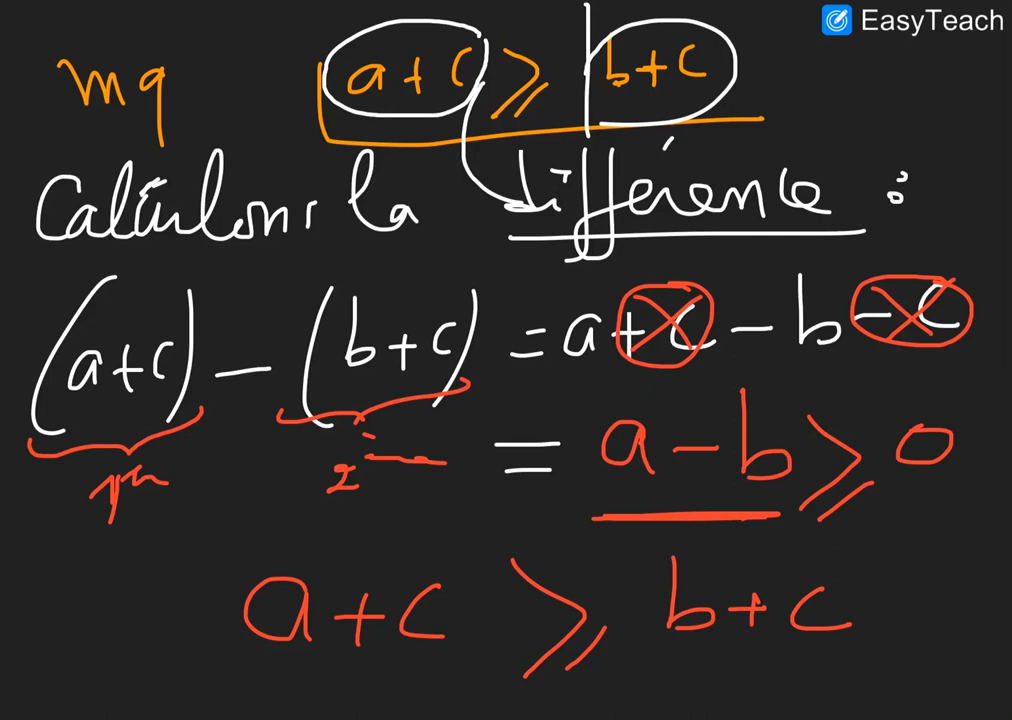 EasyTeach
mq a+c ⩾ b+c
Calculons la différence :
(a+c) - (b+c) = a+c - b - c
= a - b ⩾ 0
a+c ⩾ b+c